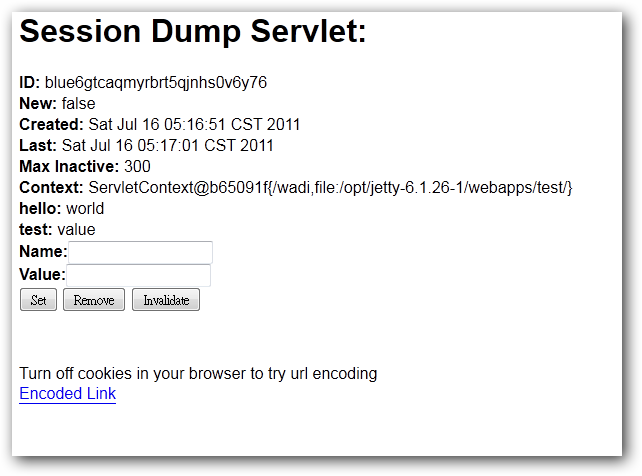 Session Dump Servlet:
ID: blue6gtcaqmyrbrt5qjnhs0v6y76
New: false
Created: Sat Jul 16 05:16:51 CST 2011
Last: Sat Jul 16 05:17:01 CST 2011
Max Inactive: 300
Context: ServletContext@b65091f{/wadi,file:/opt/jetty-6.1.26-1/webapps/test/}
hello: world
test: value
Name:
Value:
Set Remove Invalidate
Turn off cookies in your browser to try url encoding
Encoded Link